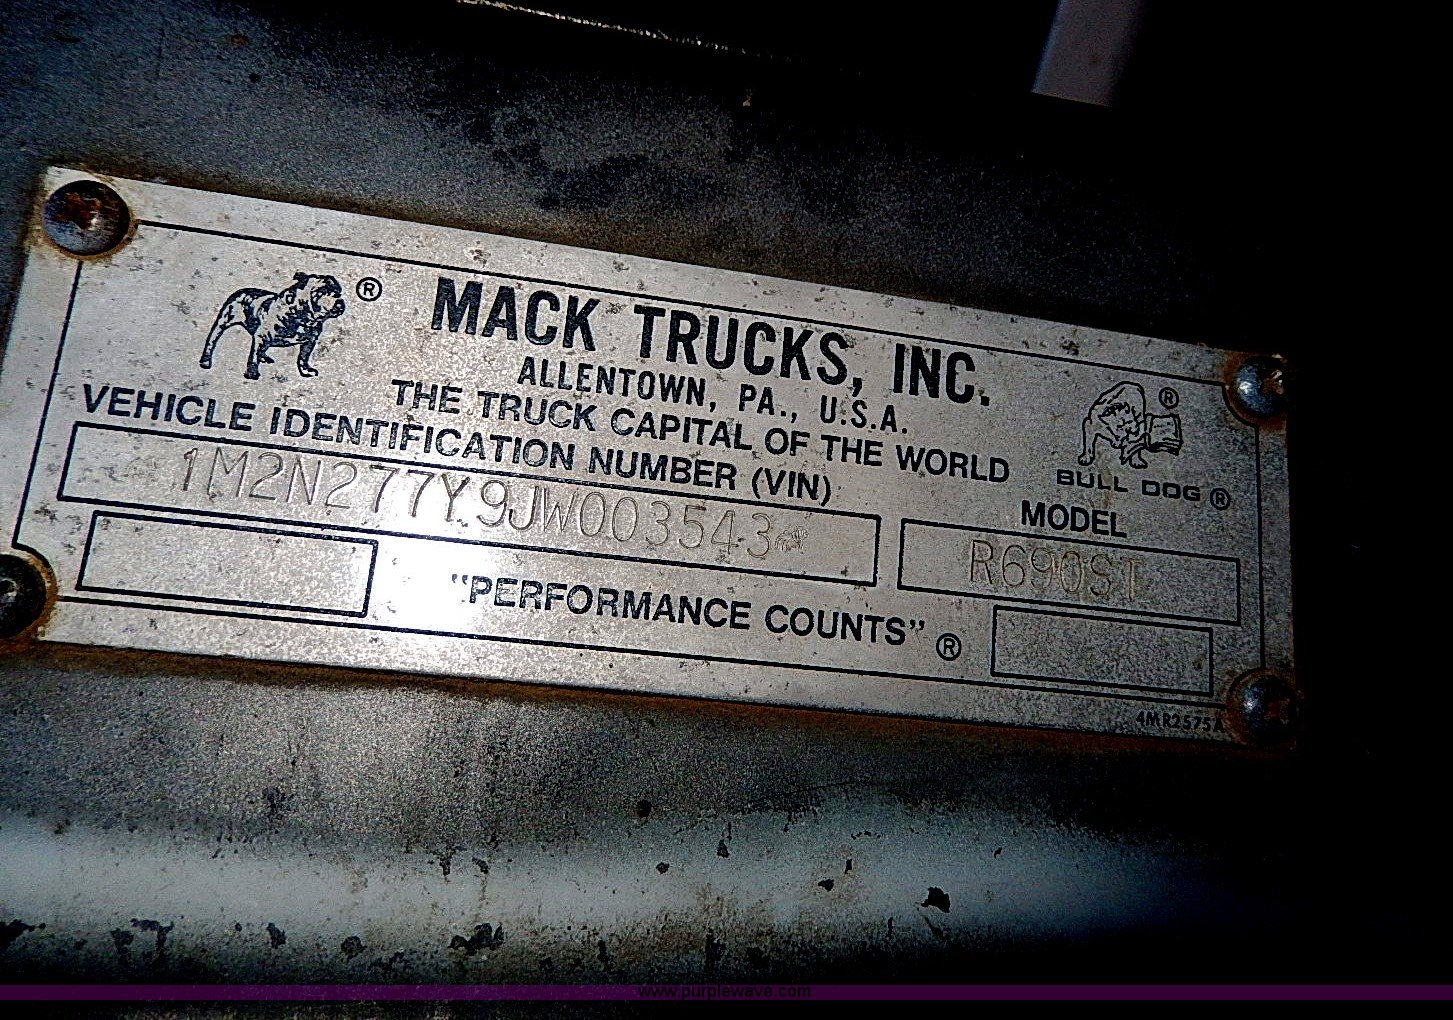 ® MACK TRUCKS, INC.
ALLENTOWN, PA., U.S.A.
THE TRUCK CAPITAL OF THE WORLD
®
BULL DOG ®
VEHICLE IDENTIFICATION NUMBER (VIN)
MODEL
1M2N277Y9JW003543
R690ST
"PERFORMANCE COUNTS" ®
4MR2575A
www.purplewave.com